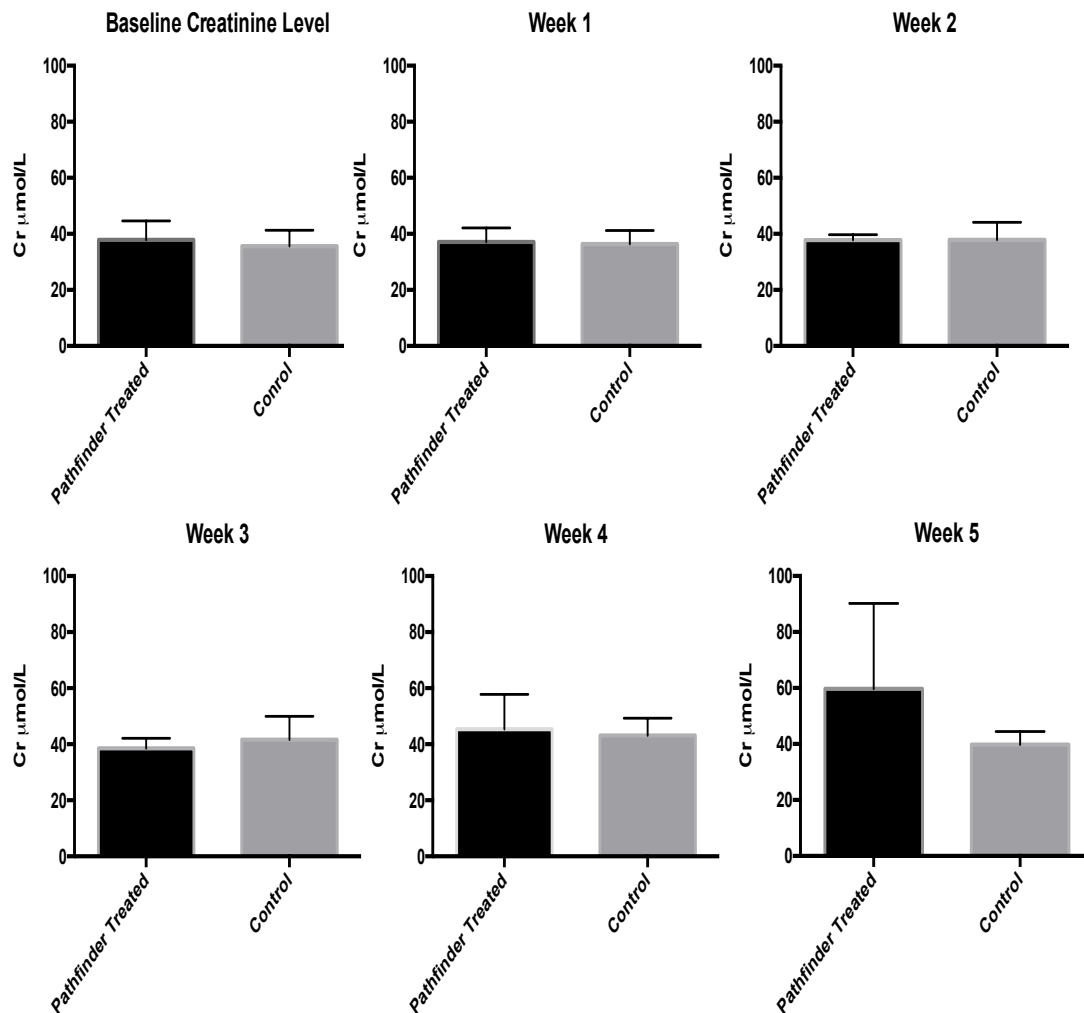 Baseline Creatinine Level
100
80
60
40
20
0
Cr µmol/L
Pathfinder Treated
Conrol
Week 1
100
80
60
40
20
0
Cr µmol/L
Pathfinder Treated
Control
Week 2
100
80
60
40
20
0
Cr µmol/L
Pathfinder Treated
Control
Week 3
100
80
60
40
20
0
Cr µmol/L
Pathfinder Treated
Control
Week 4
100
80
60
40
20
0
Cr µmol/L
Pathfinder Treated
Control
Week 5
100
80
60
40
20
0
Cr µmol/L
Pathfinder Treated
Control